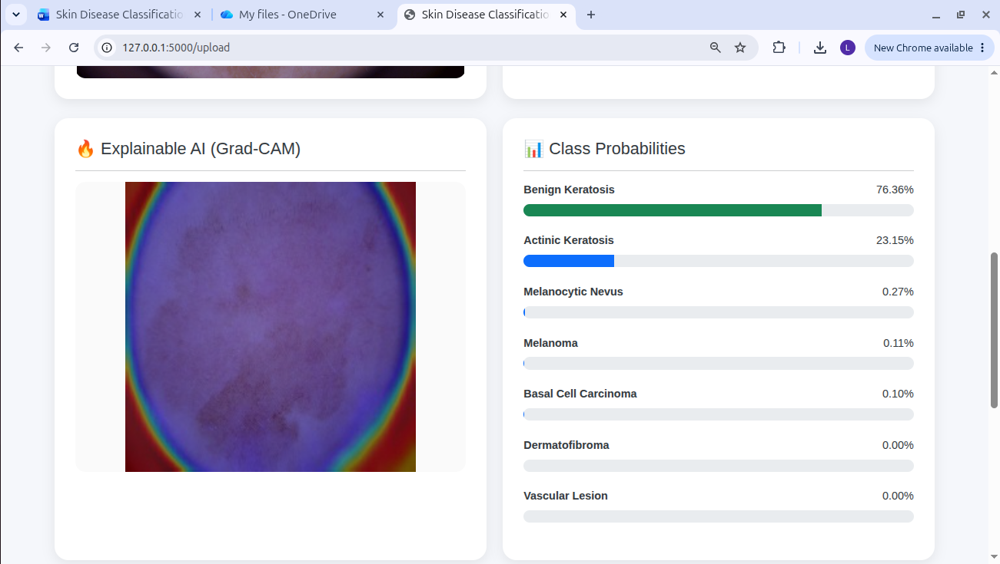 Skin Disease Classificatio
My files - OneDrive
Skin Disease Classificatio
127.0.0.1:5000/upload
L
New Chrome available
🔥 Explainable AI (Grad-CAM)
📊 Class Probabilities
Benign Keratosis 76.36%
Actinic Keratosis 23.15%
Melanocytic Nevus 0.27%
Melanoma 0.11%
Basal Cell Carcinoma 0.10%
Dermatofibroma 0.00%
Vascular Lesion 0.00%